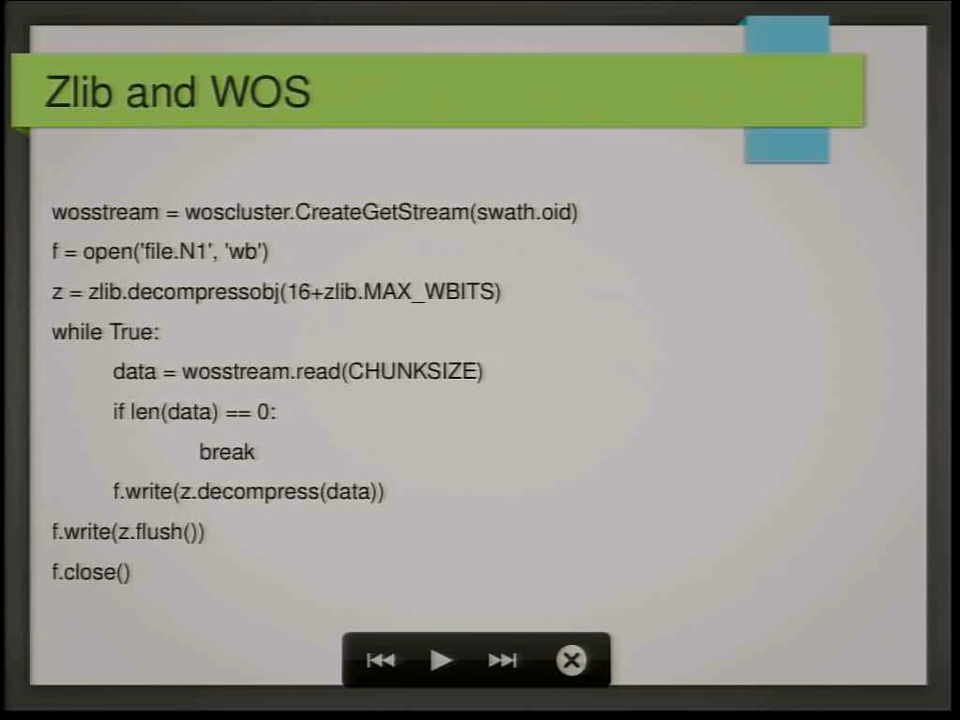 Zlib and WOS
wosstream = woscluster.CreateGetStream(swath.oid)
f = open('file.N1', 'wb')
z = zlib.decompressobj(16+zlib.MAX_WBITS)
while True:
data = wosstream.read(CHUNKSIZE)
if len(data) == 0:
break
f.write(z.decompress(data))
f.write(z.flush())
f.close()